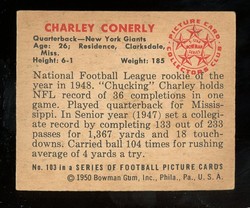 CHARLEY CONERLY
Quarterback—New York Giants
Age: 26; Residence, Clarksdale,
Miss.
Height: 6-1 Weight: 185
PICTURE CARD
COLLECTORS CLUB
National Football League rookie of the
year in 1948, "Chucking" Charley holds
NFL record of 36 completions in one
game. Played quarterback for Missis-
sippi. In Senior year (1947) set a collegi-
ate record by completing 133 out of 233
passes for 1,367 yards and 18 touch-
downs. Carried ball 104 times for rushing
average of 4 yards a try.
No. 103 in a SERIES OF FOOTBALL PICTURE CARDS
©1950 Bowman Gum, Inc., Phila., Pa., U. S. A.